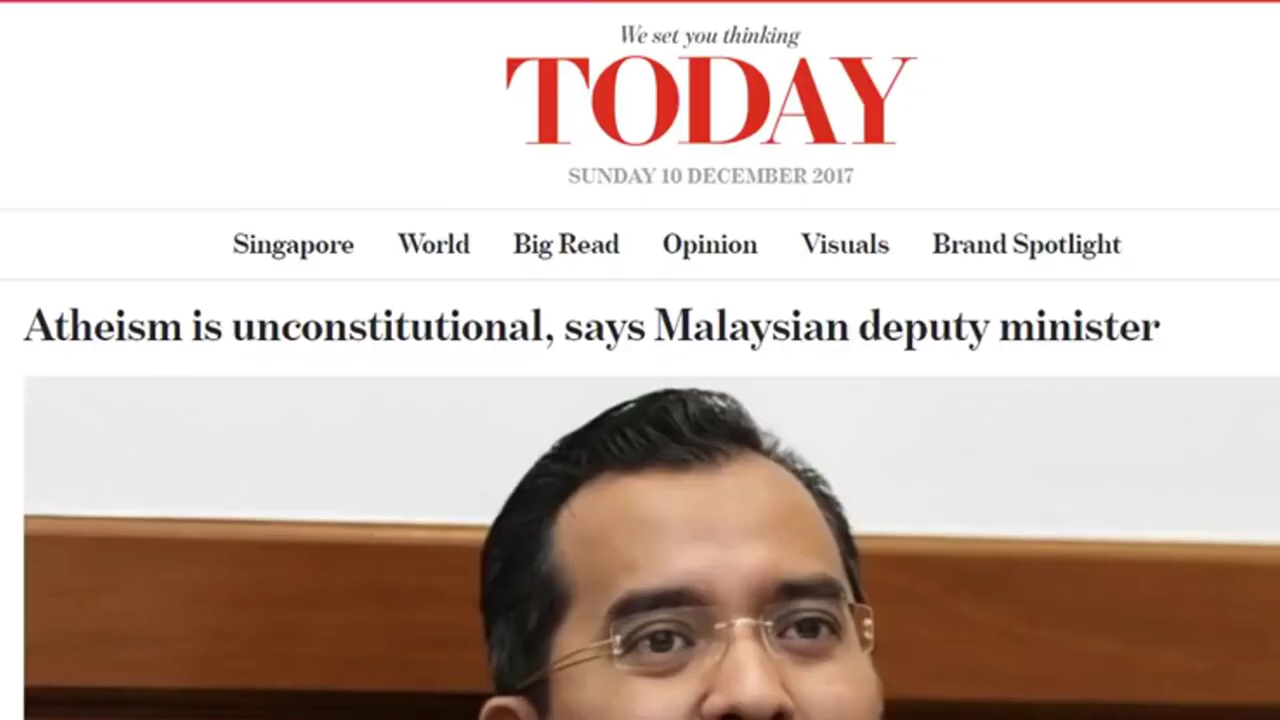 We set you thinking
TODAY
SUNDAY 10 DECEMBER 2017
Singapore World Big Read Opinion Visuals Brand Spotlight
Atheism is unconstitutional, says Malaysian deputy minister